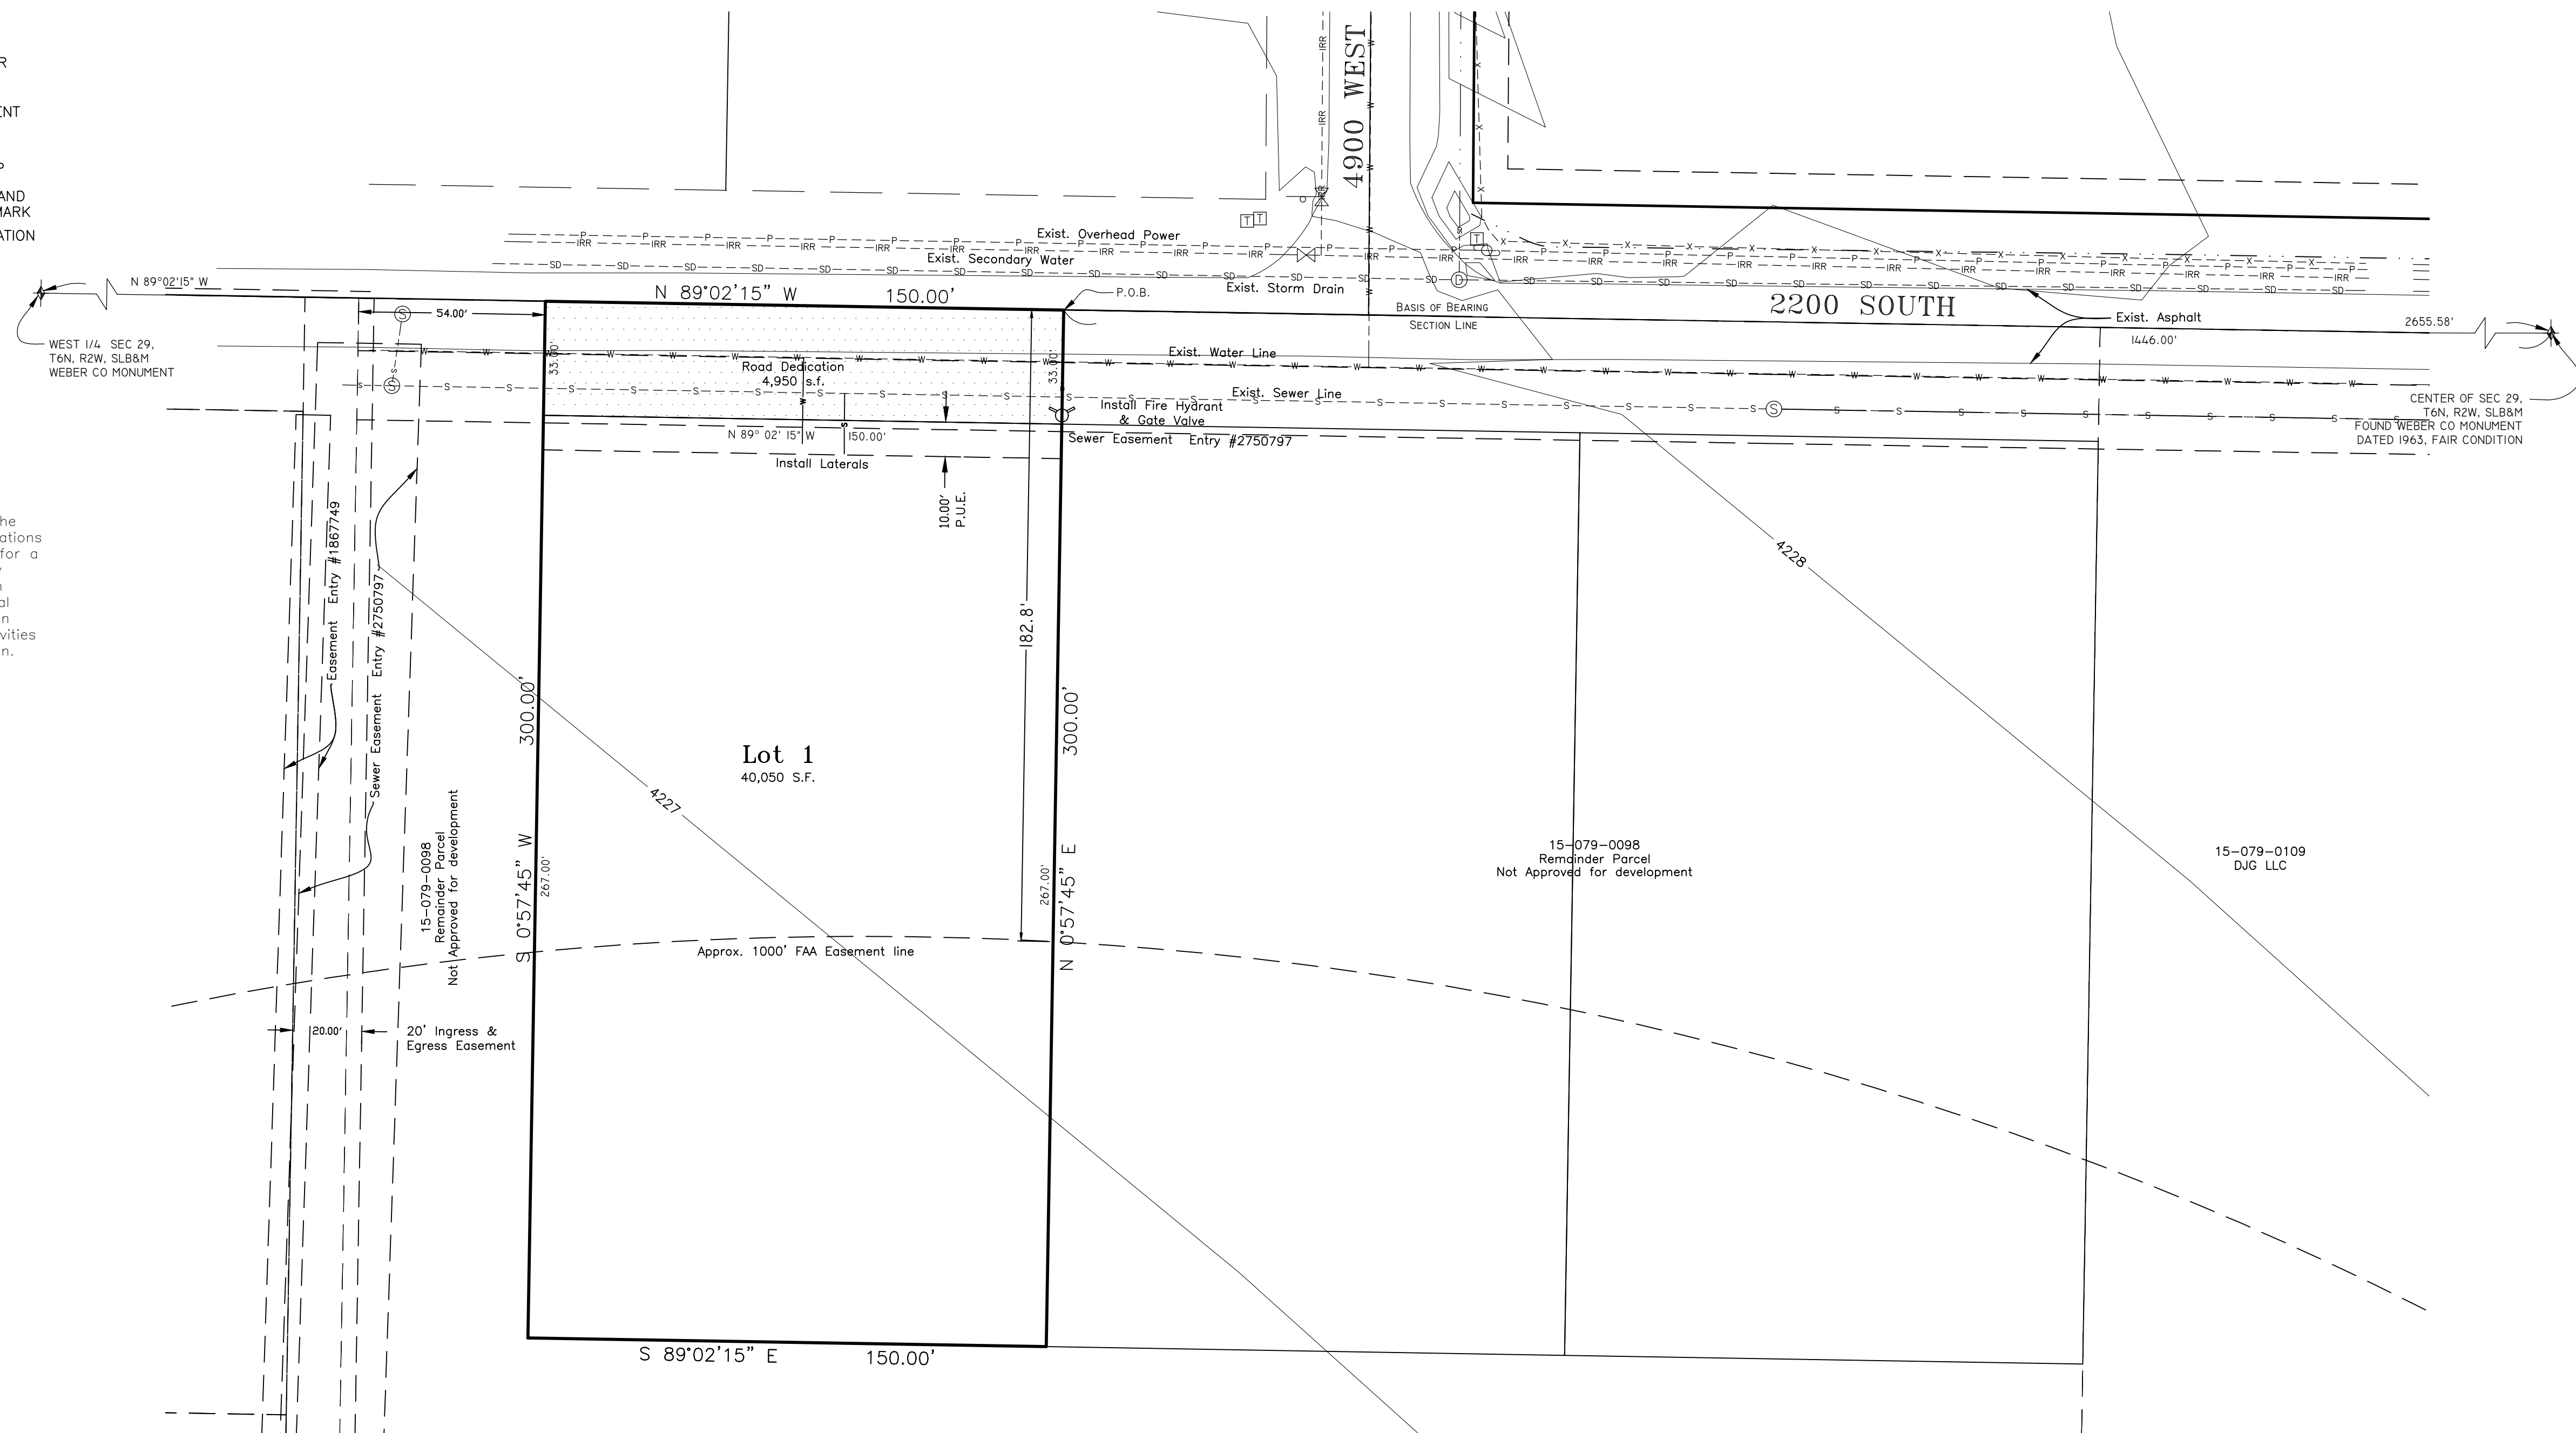 R
ENT
P
AND
MARK
ATION
he
ations
for a
n
al
n
vities
n.
4900 WEST
Exist. Overhead Power
Exist. Secondary Water
Exist. Storm Drain
N 89°02'15" W
N 89°02'15" W 150.00'
P.O.B.
BASIS OF BEARING
SECTION LINE
2200 SOUTH
Exist. Asphalt
2655.58'
1446.00'
54.00'
WEST 1/4 SEC 29,
T6N, R2W, SLB&M
WEBER CO MONUMENT
33.00'
33.00'
Exist. Water Line
Road Dedication
4,950 s.f.
Exist. Sewer Line
Install Fire Hydrant
& Gate Valve
Sewer Easement Entry #2750797
N 89° 02' 15" W 150.00'
Install Laterals
10.00'
P.U.E.
CENTER OF SEC 29,
T6N, R2W, SLB&M
FOUND WEBER CO MONUMENT
DATED 1963, FAIR CONDITION
Easement Entry #1867749
Sewer Easement Entry #2750797
182.8'
4228
300.00'
300.00'
Lot 1
40,050 S.F.
4227
15-079-0098
Remainder Parcel
Not Approved for development
S 0°57'45" W
267.00'
267.00'
N 0°57'45" E
15-079-0098
Remainder Parcel
Not Approved for development
15-079-0109
DJG LLC
Approx. 1000' FAA Easement line
20.00'
20' Ingress &
Egress Easement
S 89°02'15" E 150.00'